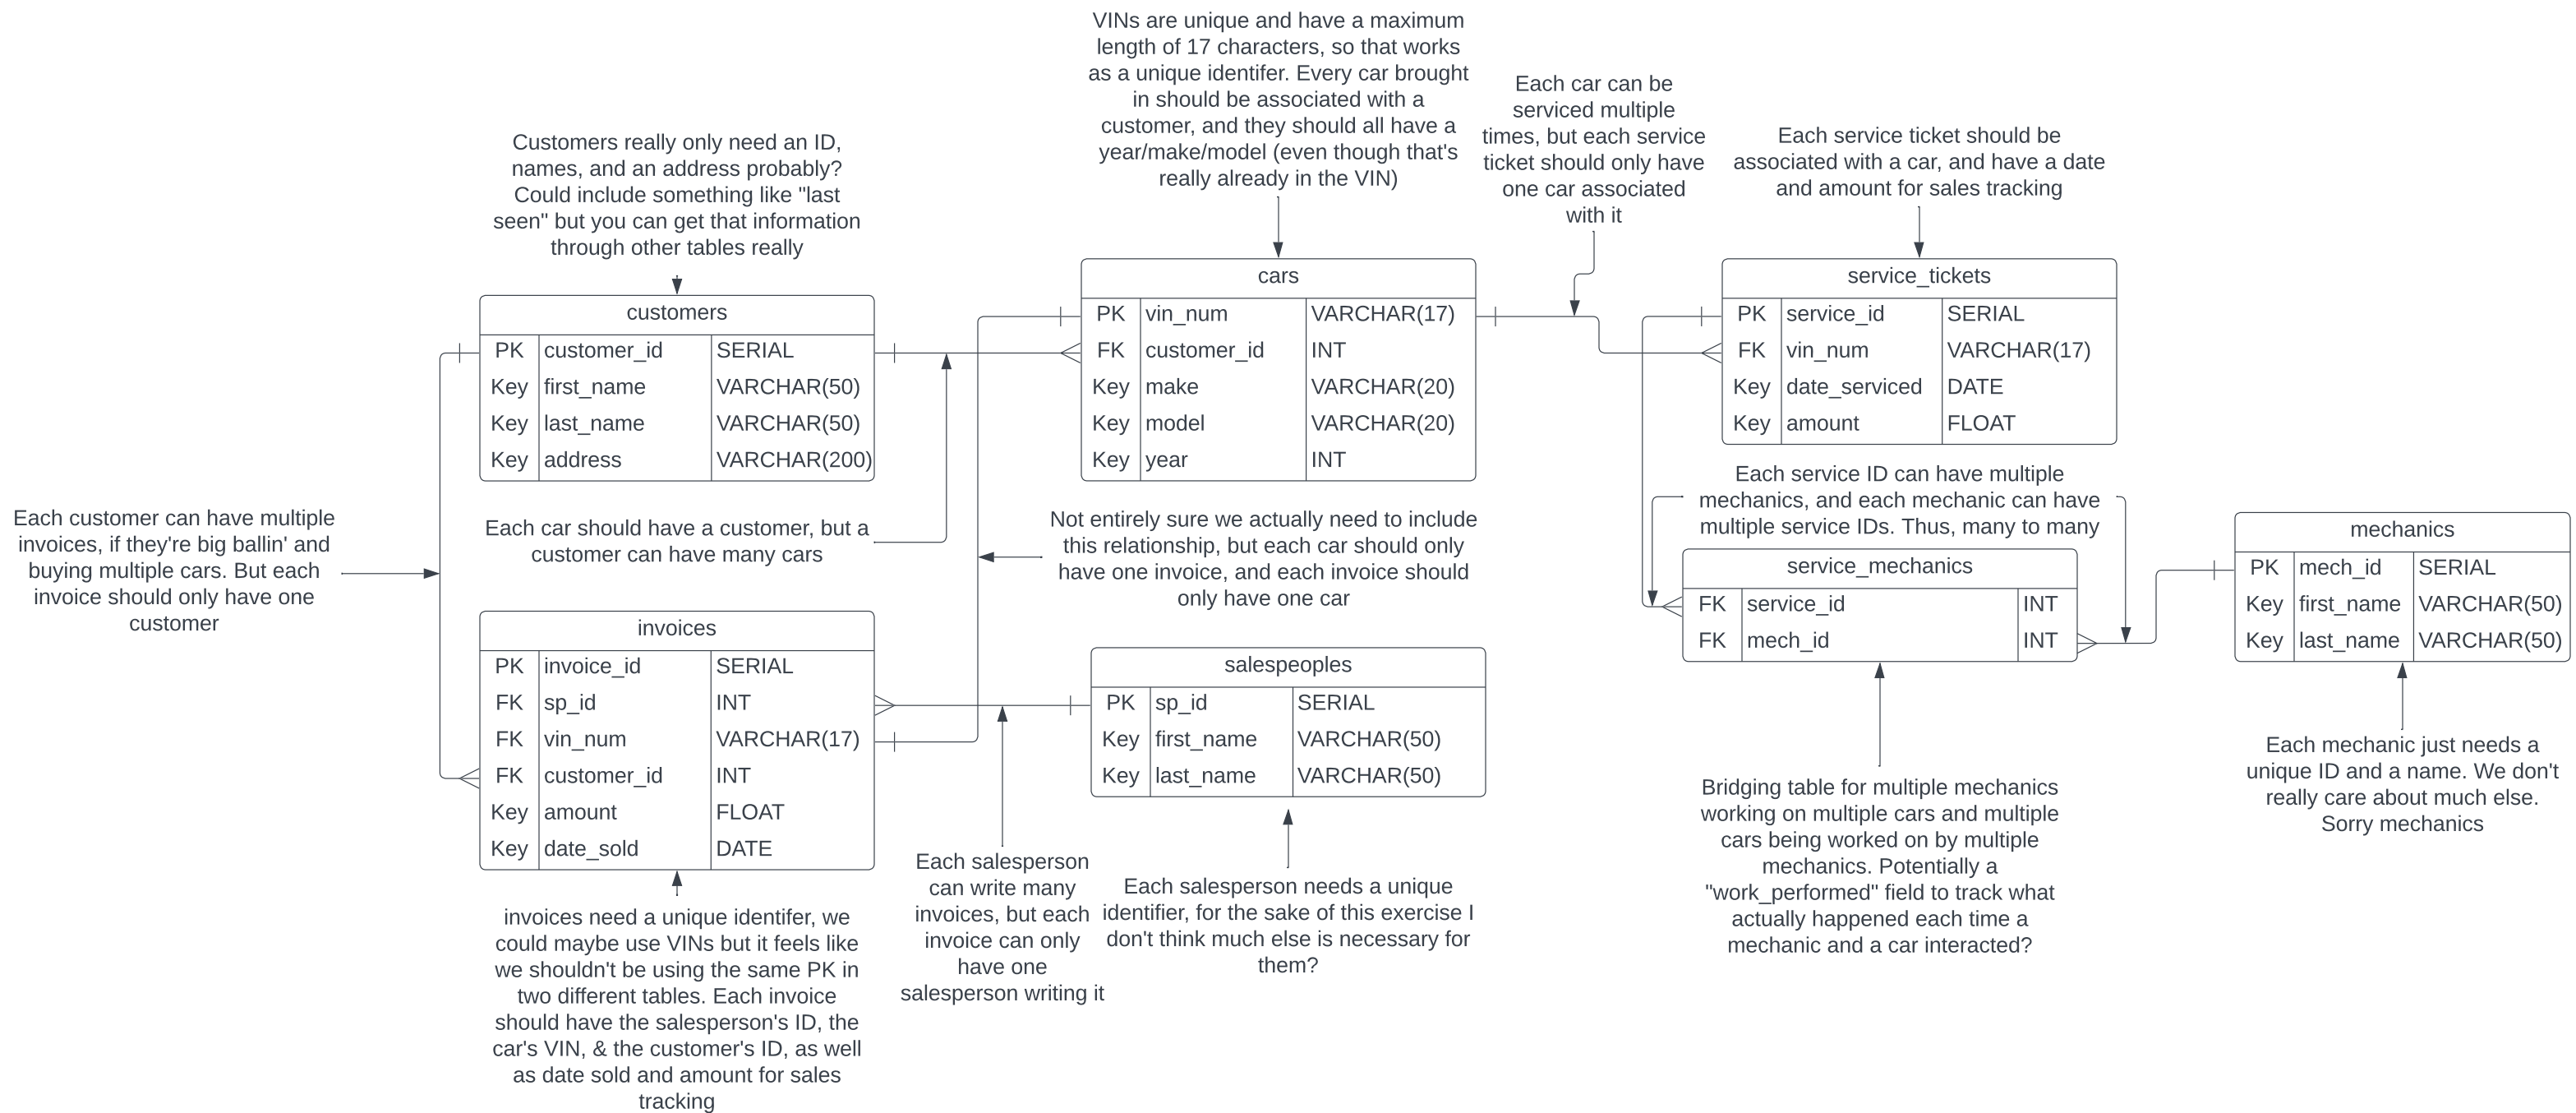 VINs are unique and have a maximum
length of 17 characters, so that works
as a unique identifer. Every car brought
in should be associated with a
customer, and they should all have a
year/make/model (even though that's
really already in the VIN)
Each car can be
serviced multiple
times, but each service
ticket should only have
one car associated
with it
Each service ticket should be
associated with a car, and have a date
and amount for sales tracking
Customers really only need an ID,
names, and an address probably?
Could include something like "last
seen" but you can get that information
through other tables really
customers
PK customer_id SERIAL
Key first_name VARCHAR(50)
Key last_name VARCHAR(50)
Key address VARCHAR(200)
cars
PK vin_num VARCHAR(17)
FK customer_id INT
Key make VARCHAR(20)
Key model VARCHAR(20)
Key year INT
service_tickets
PK service_id SERIAL
FK vin_num VARCHAR(17)
Key date_serviced DATE
Key amount FLOAT
Each customer can have multiple
invoices, if they're big ballin' and
buying multiple cars. But each
invoice should only have one
customer
Each car should have a customer, but a
customer can have many cars
Not entirely sure we actually need to include
this relationship, but each car should only
have one invoice, and each invoice should
only have one car
Each service ID can have multiple
mechanics, and each mechanic can have
multiple service IDs. Thus, many to many
service_mechanics
FK service_id INT
FK mech_id INT
mechanics
PK mech_id SERIAL
Key first_name VARCHAR(50)
Key last_name VARCHAR(50)
invoices
PK invoice_id SERIAL
FK sp_id INT
FK vin_num VARCHAR(17)
FK customer_id INT
Key amount FLOAT
Key date_sold DATE
salespeoples
PK sp_id SERIAL
Key first_name VARCHAR(50)
Key last_name VARCHAR(50)
Each mechanic just needs a
unique ID and a name. We don't
really care about much else.
Sorry mechanics
Bridging table for multiple mechanics
working on multiple cars and multiple
cars being worked on by multiple
mechanics. Potentially a
"work_performed" field to track what
actually happened each time a
mechanic and a car interacted?
Each salesperson
can write many
invoices, but each
invoice can only
have one
salesperson writing it
Each salesperson needs a unique
identifier, for the sake of this exercise I
don't think much else is necessary for
them?
invoices need a unique identifer, we
could maybe use VINs but it feels like
we shouldn't be using the same PK in
two different tables. Each invoice
should have the salesperson's ID, the
car's VIN, & the customer's ID, as well
as date sold and amount for sales
tracking